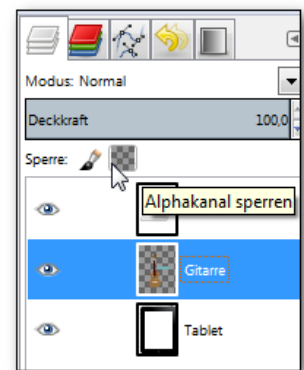 Modus: Normal
Deckkraft 100,0
Sperre:
Alphakanal sperren
Gitarre
Tablet